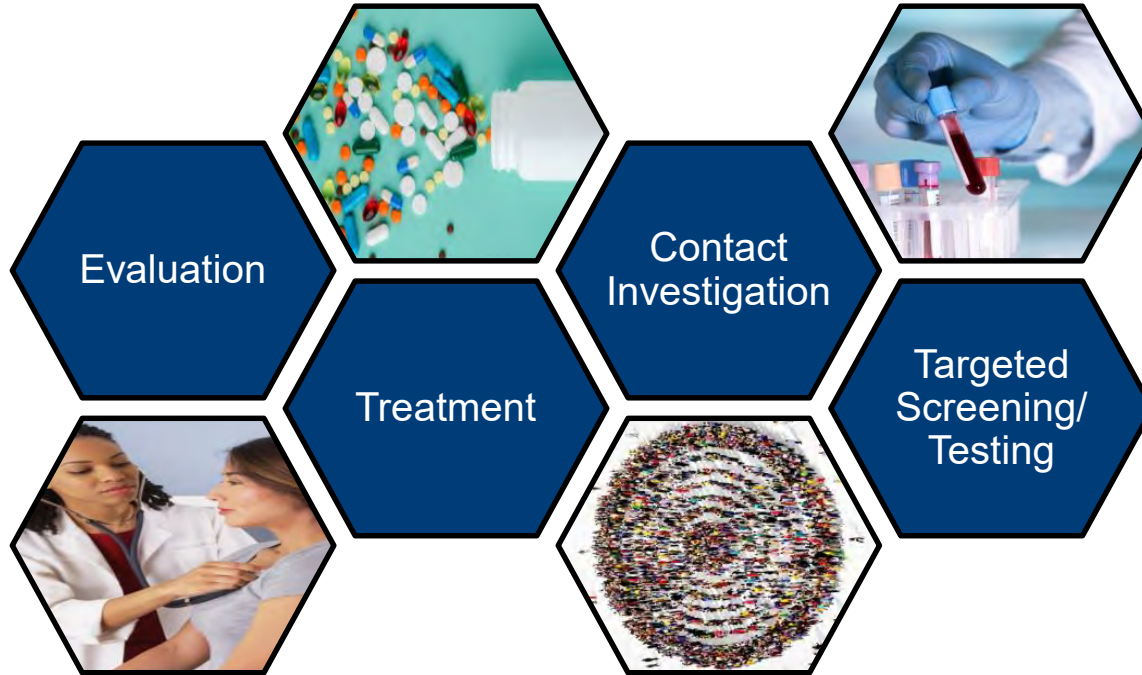 Evaluation
Treatment
Contact
Investigation
Targeted
Screening/
Testing